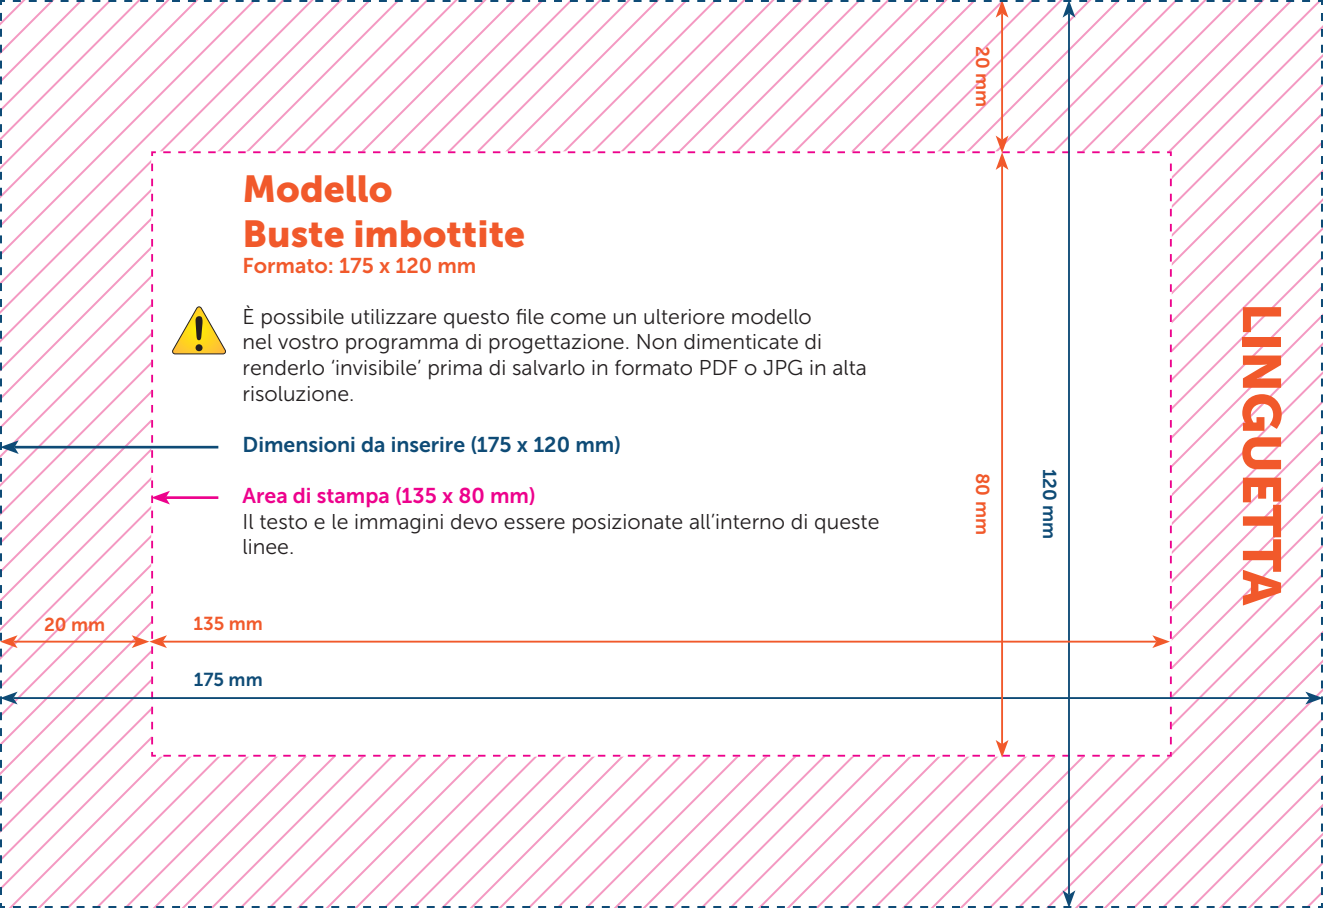 20 mm
Modello
Buste imbottite
Formato: 175 x 120 mm
È possibile utilizzare questo file come un ulteriore modello
nel vostro programma di progettazione. Non dimenticate di
renderlo ‘invisibile’ prima di salvarlo in formato PDF o JPG in alta
risoluzione.
Dimensioni da inserire (175 x 120 mm)
Area di stampa (135 x 80 mm)
Il testo e le immagini devo essere posizionate all’interno di queste
linee.
80 mm
120 mm
LINGUETTA
20 mm
135 mm
175 mm